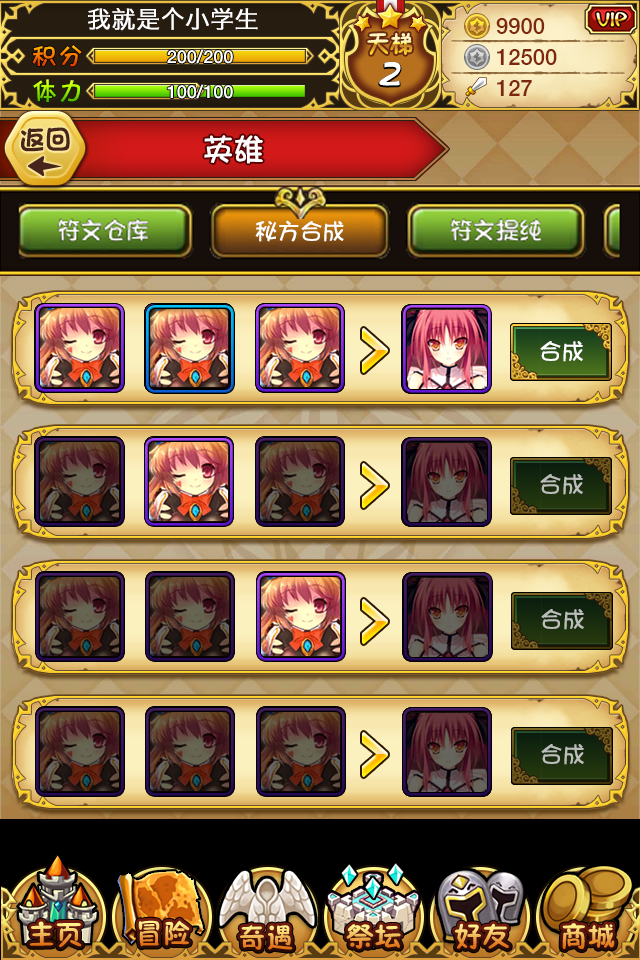 我就是个小学生
积分 200/200
体力 100/100
天梯
2
9900
12500
127
VIP
返回
英雄
符文仓库 秘方合成 符文提纯
合成
合成
合成
合成
主页 冒险 奇遇 祭坛 好友 商城